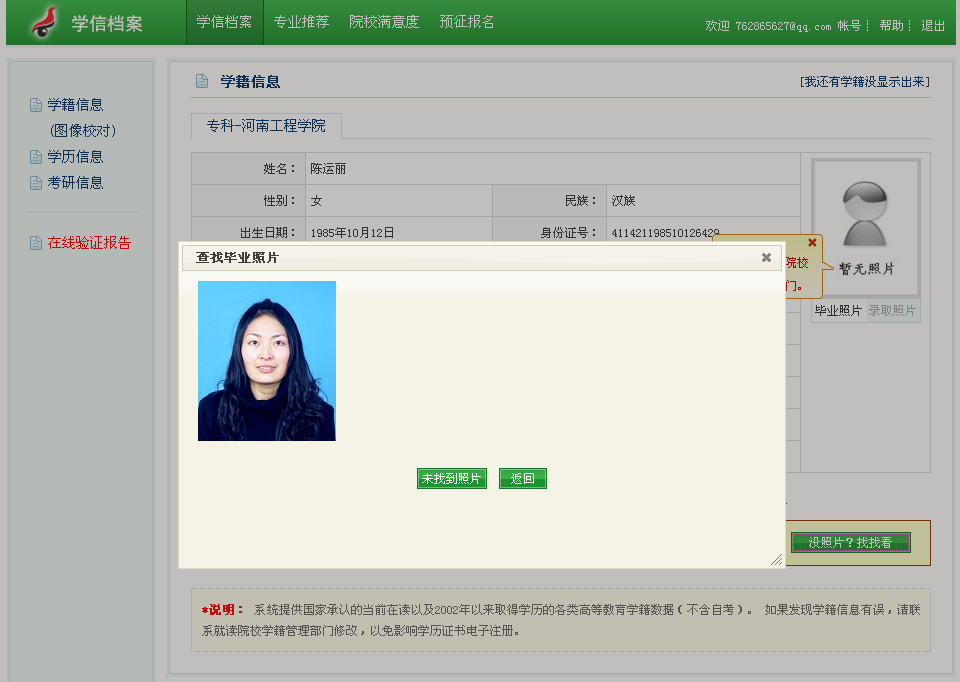 学信档案
学信档案 专业推荐 院校满意度 预征报名
欢迎 762865627@qq.com 帐号 帮助 退出
学籍信息
(图像校对)
学历信息
考研信息
在线验证报告
学籍信息
[我还有学籍没显示出来]
专科-河南工程学院
姓名： 陈运丽
性别： 女 民族： 汉族
出生日期： 1985年10月12日 身份证号： 411421198510126429
院校
门。
暂无照片
毕业照片 录取照片
查找毕业照片
未找到照片 返回
没照片？找找看
*说明： 系统提供国家承认的当前在读以及2002年以来取得学历的各类高等教育学籍数据（不含自考）。 如果发现学籍信息有误，请联
系就读院校学籍管理部门修改，以免影响学历证书电子注册。